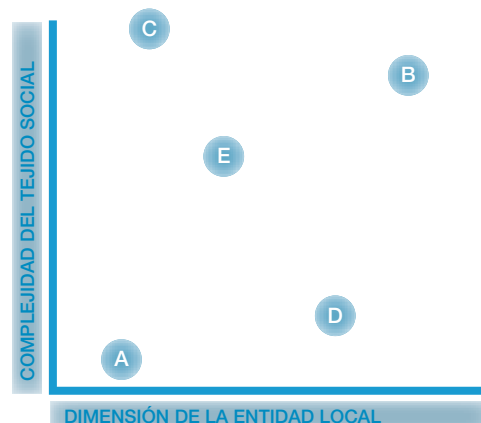 C
B
COMPLEJIDAD DEL TEJIDO SOCIAL
E
D
A
DIMENSIÓN DE LA ENTIDAD LOCAL